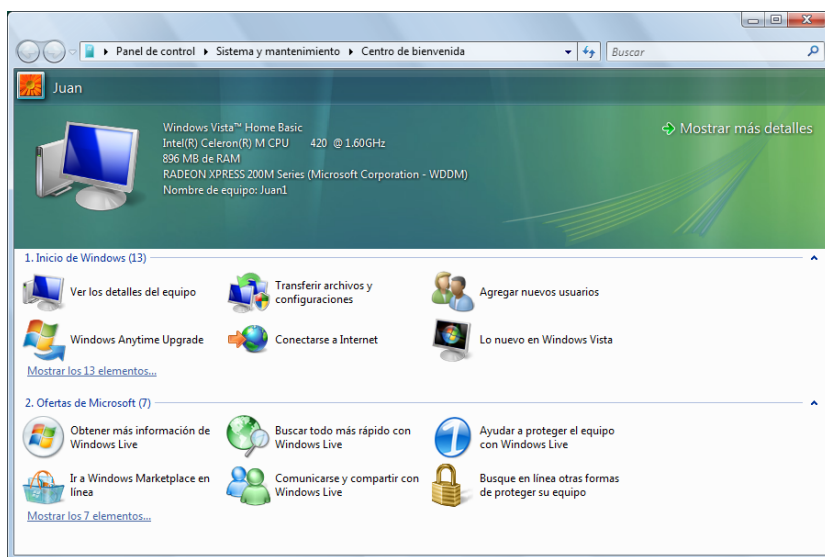 Panel de control ▸ Sistema y mantenimiento ▸ Centro de bienvenida
Buscar
Juan
Windows Vista™ Home Basic
Intel(R) Celeron(R) M CPU 420 @ 1.60GHz
896 MB de RAM
RADEON XPRESS 200M Series (Microsoft Corporation - WDDM)
Nombre de equipo: Juan1
Mostrar más detalles
1. Inicio de Windows (13)
Ver los detalles del equipo
Transferir archivos y
configuraciones
Agregar nuevos usuarios
Windows Anytime Upgrade
Conectarse a Internet
Lo nuevo en Windows Vista
Mostrar los 13 elementos...
2. Ofertas de Microsoft (7)
Obtener más información de
Windows Live
Buscar todo más rápido con
Windows Live
Ayudar a proteger el equipo
con Windows Live
Ir a Windows Marketplace en
línea
Comunicarse y compartir con
Windows Live
Busque en línea otras formas
de proteger su equipo
Mostrar los 7 elementos...